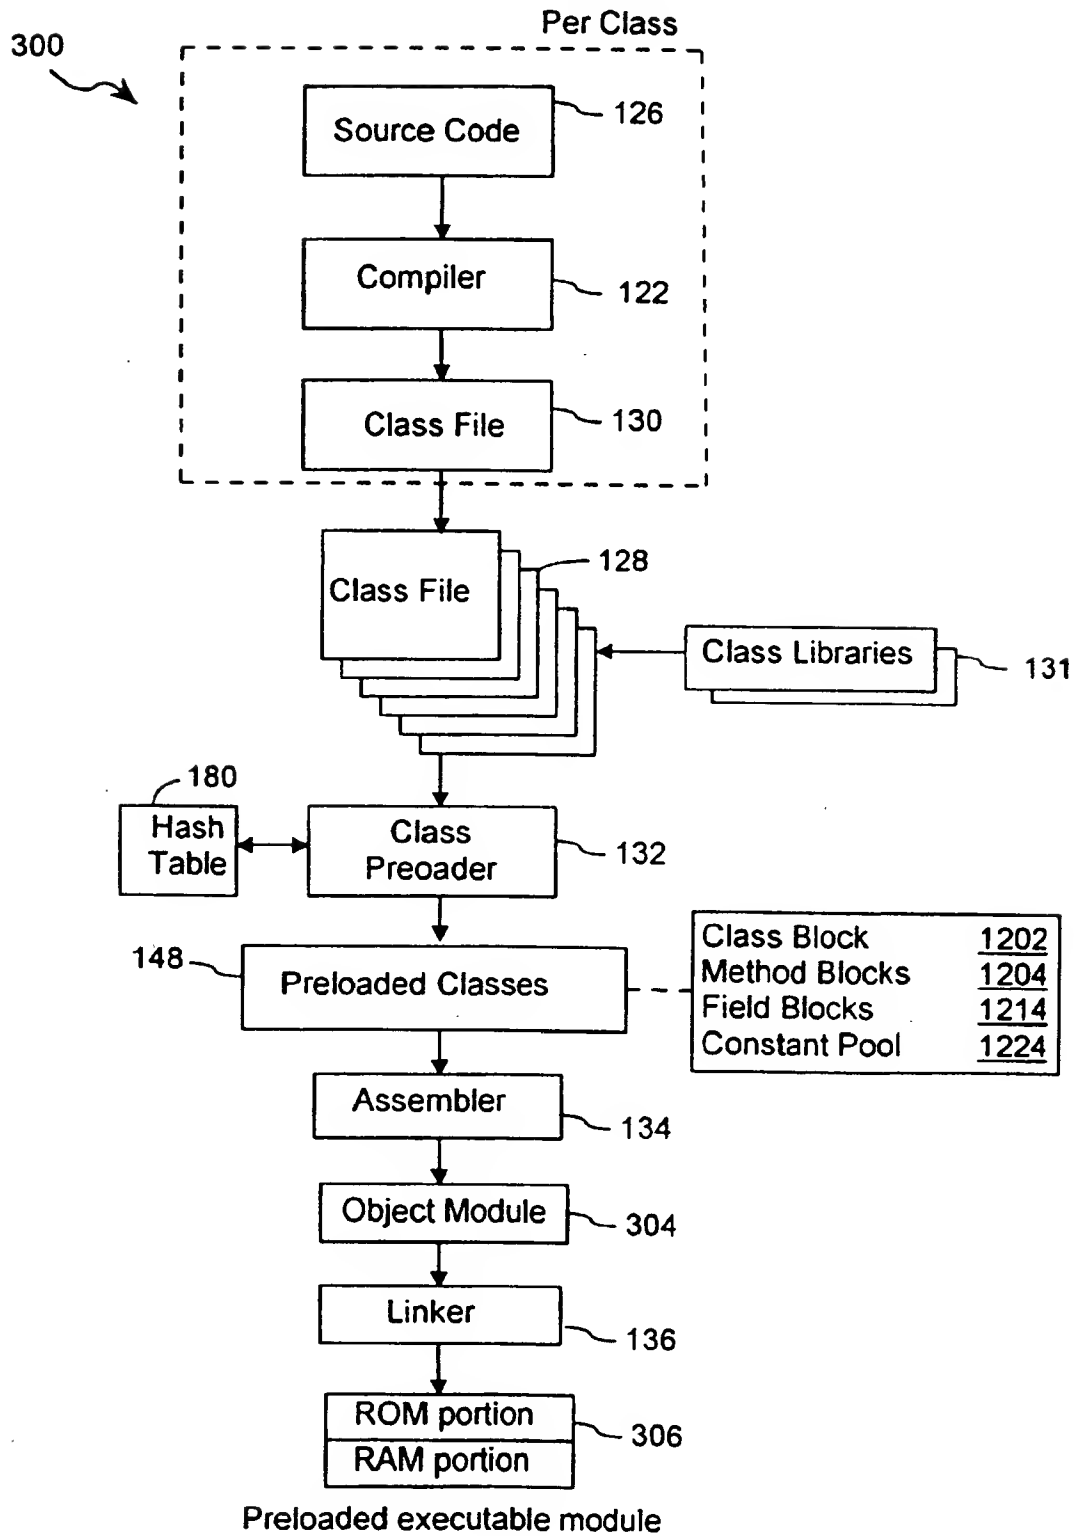 Per Class
300
Source Code
126
Compiler
122
Class File
130
Class File
128
Class Libraries
131
180
Hash
Table
Class
Preoader
132
148
Preloaded Classes
Class Block 1202
Method Blocks 1204
Field Blocks 1214
Constant Pool 1224
Assembler
134
Object Module
304
Linker
136
ROM portion
306
RAM portion
Preloaded executable module